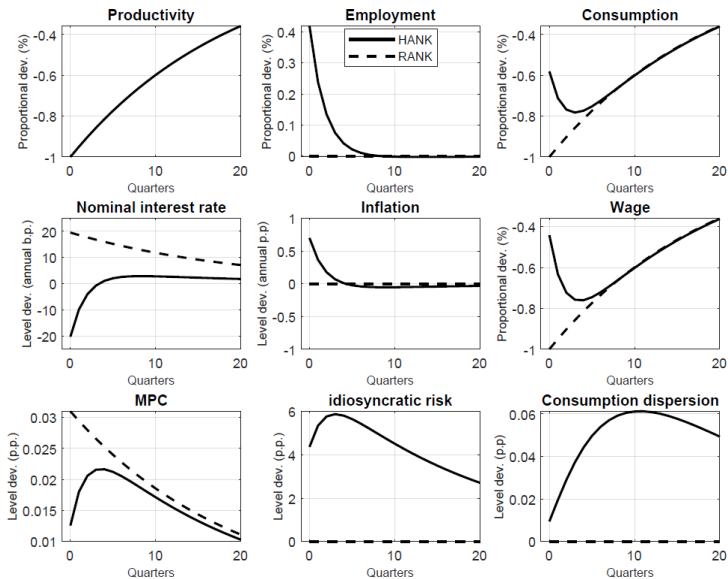 Productivity
Proportional dev. (%)
-0.4
-0.6
-0.8
-1
0 10 20
Quarters
Employment
Proportional dev. (%)
0.4
0.3
0.2
0.1
0
HANK
RANK
0 10 20
Quarters
Consumption
Proportional dev. (%)
-0.4
-0.6
-0.8
-1
0 10 20
Quarters
Nominal interest rate
Level dev. (annual b.p.)
20
10
0
-10
-20
0 10 20
Quarters
Inflation
Level dev. (annual p.p)
1
0.5
0
-0.5
-1
0 10 20
Quarters
Wage
Proportional dev. (%)
-0.4
-0.6
-0.8
-1
0 10 20
Quarters
MPC
Level dev. (p.p.)
0.03
0.025
0.02
0.015
0.01
0 10 20
Quarters
idiosyncratic risk
Level dev. (p.p.)
6
4
2
0
0 10 20
Quarters
Consumption dispersion
Level dev. (p.p)
0.06
0.04
0.02
0
0 10 20
Quarters